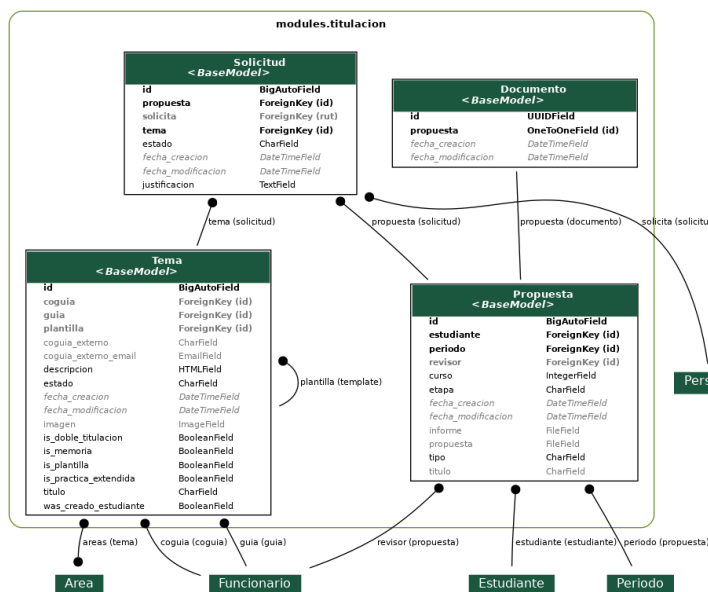 modules.titulacion
Solicitud
<BaseModel>
id BigAutoField
propuesta ForeignKey (id)
solicita ForeignKey (rut)
tema ForeignKey (id)
estado CharField
fecha_creacion DateTimeField
fecha_modificacion DateTimeField
justificacion TextField
Documento
<BaseModel>
id UUIDField
propuesta OneToOneField (id)
fecha_creacion DateTimeField
fecha_modificacion DateTimeField
tema (solicitud)
propuesta (solicitud)
propuesta (documento)
solicita (solicitu
Tema
<BaseModel>
id BigAutoField
coguia ForeignKey (id)
guia ForeignKey (id)
plantilla ForeignKey (id)
coguia_externo CharField
coguia_externo_email EmailField
descripcion HTMLField
estado CharField
fecha_creacion DateTimeField
fecha_modificacion DateTimeField
imagen ImageField
is_doble_titulacion BooleanField
is_memoria BooleanField
is_plantilla BooleanField
is_practica_extendida BooleanField
titulo CharField
was_creado_estudiante BooleanField
plantilla (template)
Propuesta
<BaseModel>
id BigAutoField
estudiante ForeignKey (id)
periodo ForeignKey (id)
revisor ForeignKey (id)
curso IntegerField
etapa CharField
fecha_creacion DateTimeField
fecha_modificacion DateTimeField
informe FileField
propuesta FileField
tipo CharField
titulo CharField
Pers
areas (tema)
coguia (coguia)
guia (guia)
revisor (propuesta)
estudiante (estudiante)
periodo (propuesta)
Area
Funcionario
Estudiante
Periodo